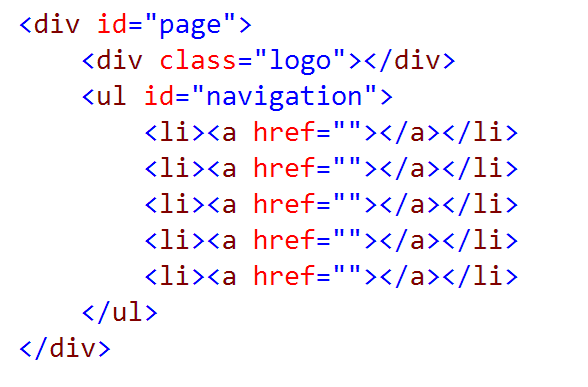 <div id="page">
    <div class="logo"></div>
    <ul id="navigation">
        <li><a href=""></a></li>
        <li><a href=""></a></li>
        <li><a href=""></a></li>
        <li><a href=""></a></li>
        <li><a href=""></a></li>
    </ul>
</div>